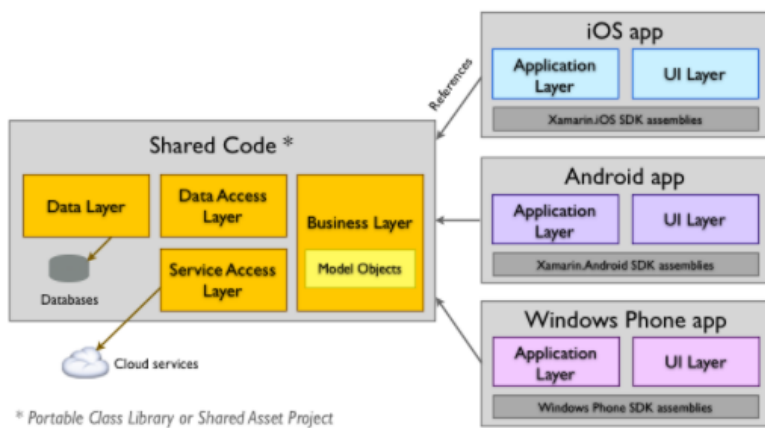 Shared Code *
Data Layer
Data Access
Layer
Service Access
Layer
Business Layer
Model Objects
Databases
Cloud services
* Portable Class Library or Shared Asset Project
References
iOS app
Application
Layer
UI Layer
Xamarin.iOS SDK assemblies
Android app
Application
Layer
UI Layer
Xamarin.Android SDK assemblies
Windows Phone app
Application
Layer
UI Layer
Windows Phone SDK assemblies